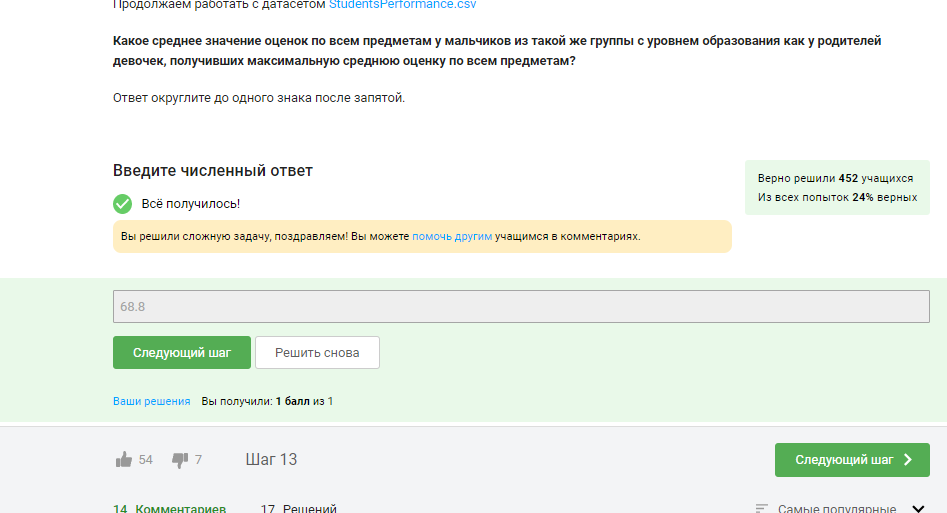 Продолжаем работать с датасетом StudentsPerformance.csv
Какое среднее значение оценок по всем предметам у мальчиков из такой же группы с уровнем образования как у родителей
девочек, получивших максимальную среднюю оценку по всем предметам?
Ответ округлите до одного знака после запятой.
Введите численный ответ
Верно решили 452 учащихся
Из всех попыток 24% верных
Всё получилось!
Вы решили сложную задачу, поздравляем! Вы можете помочь другим учащимся в комментариях.
68.8
Следующий шаг
Решить снова
Ваши решения Вы получили: 1 балл из 1
54 7 Шаг 13
Следующий шаг
14 Комментариев 17 Решений Самые популярные